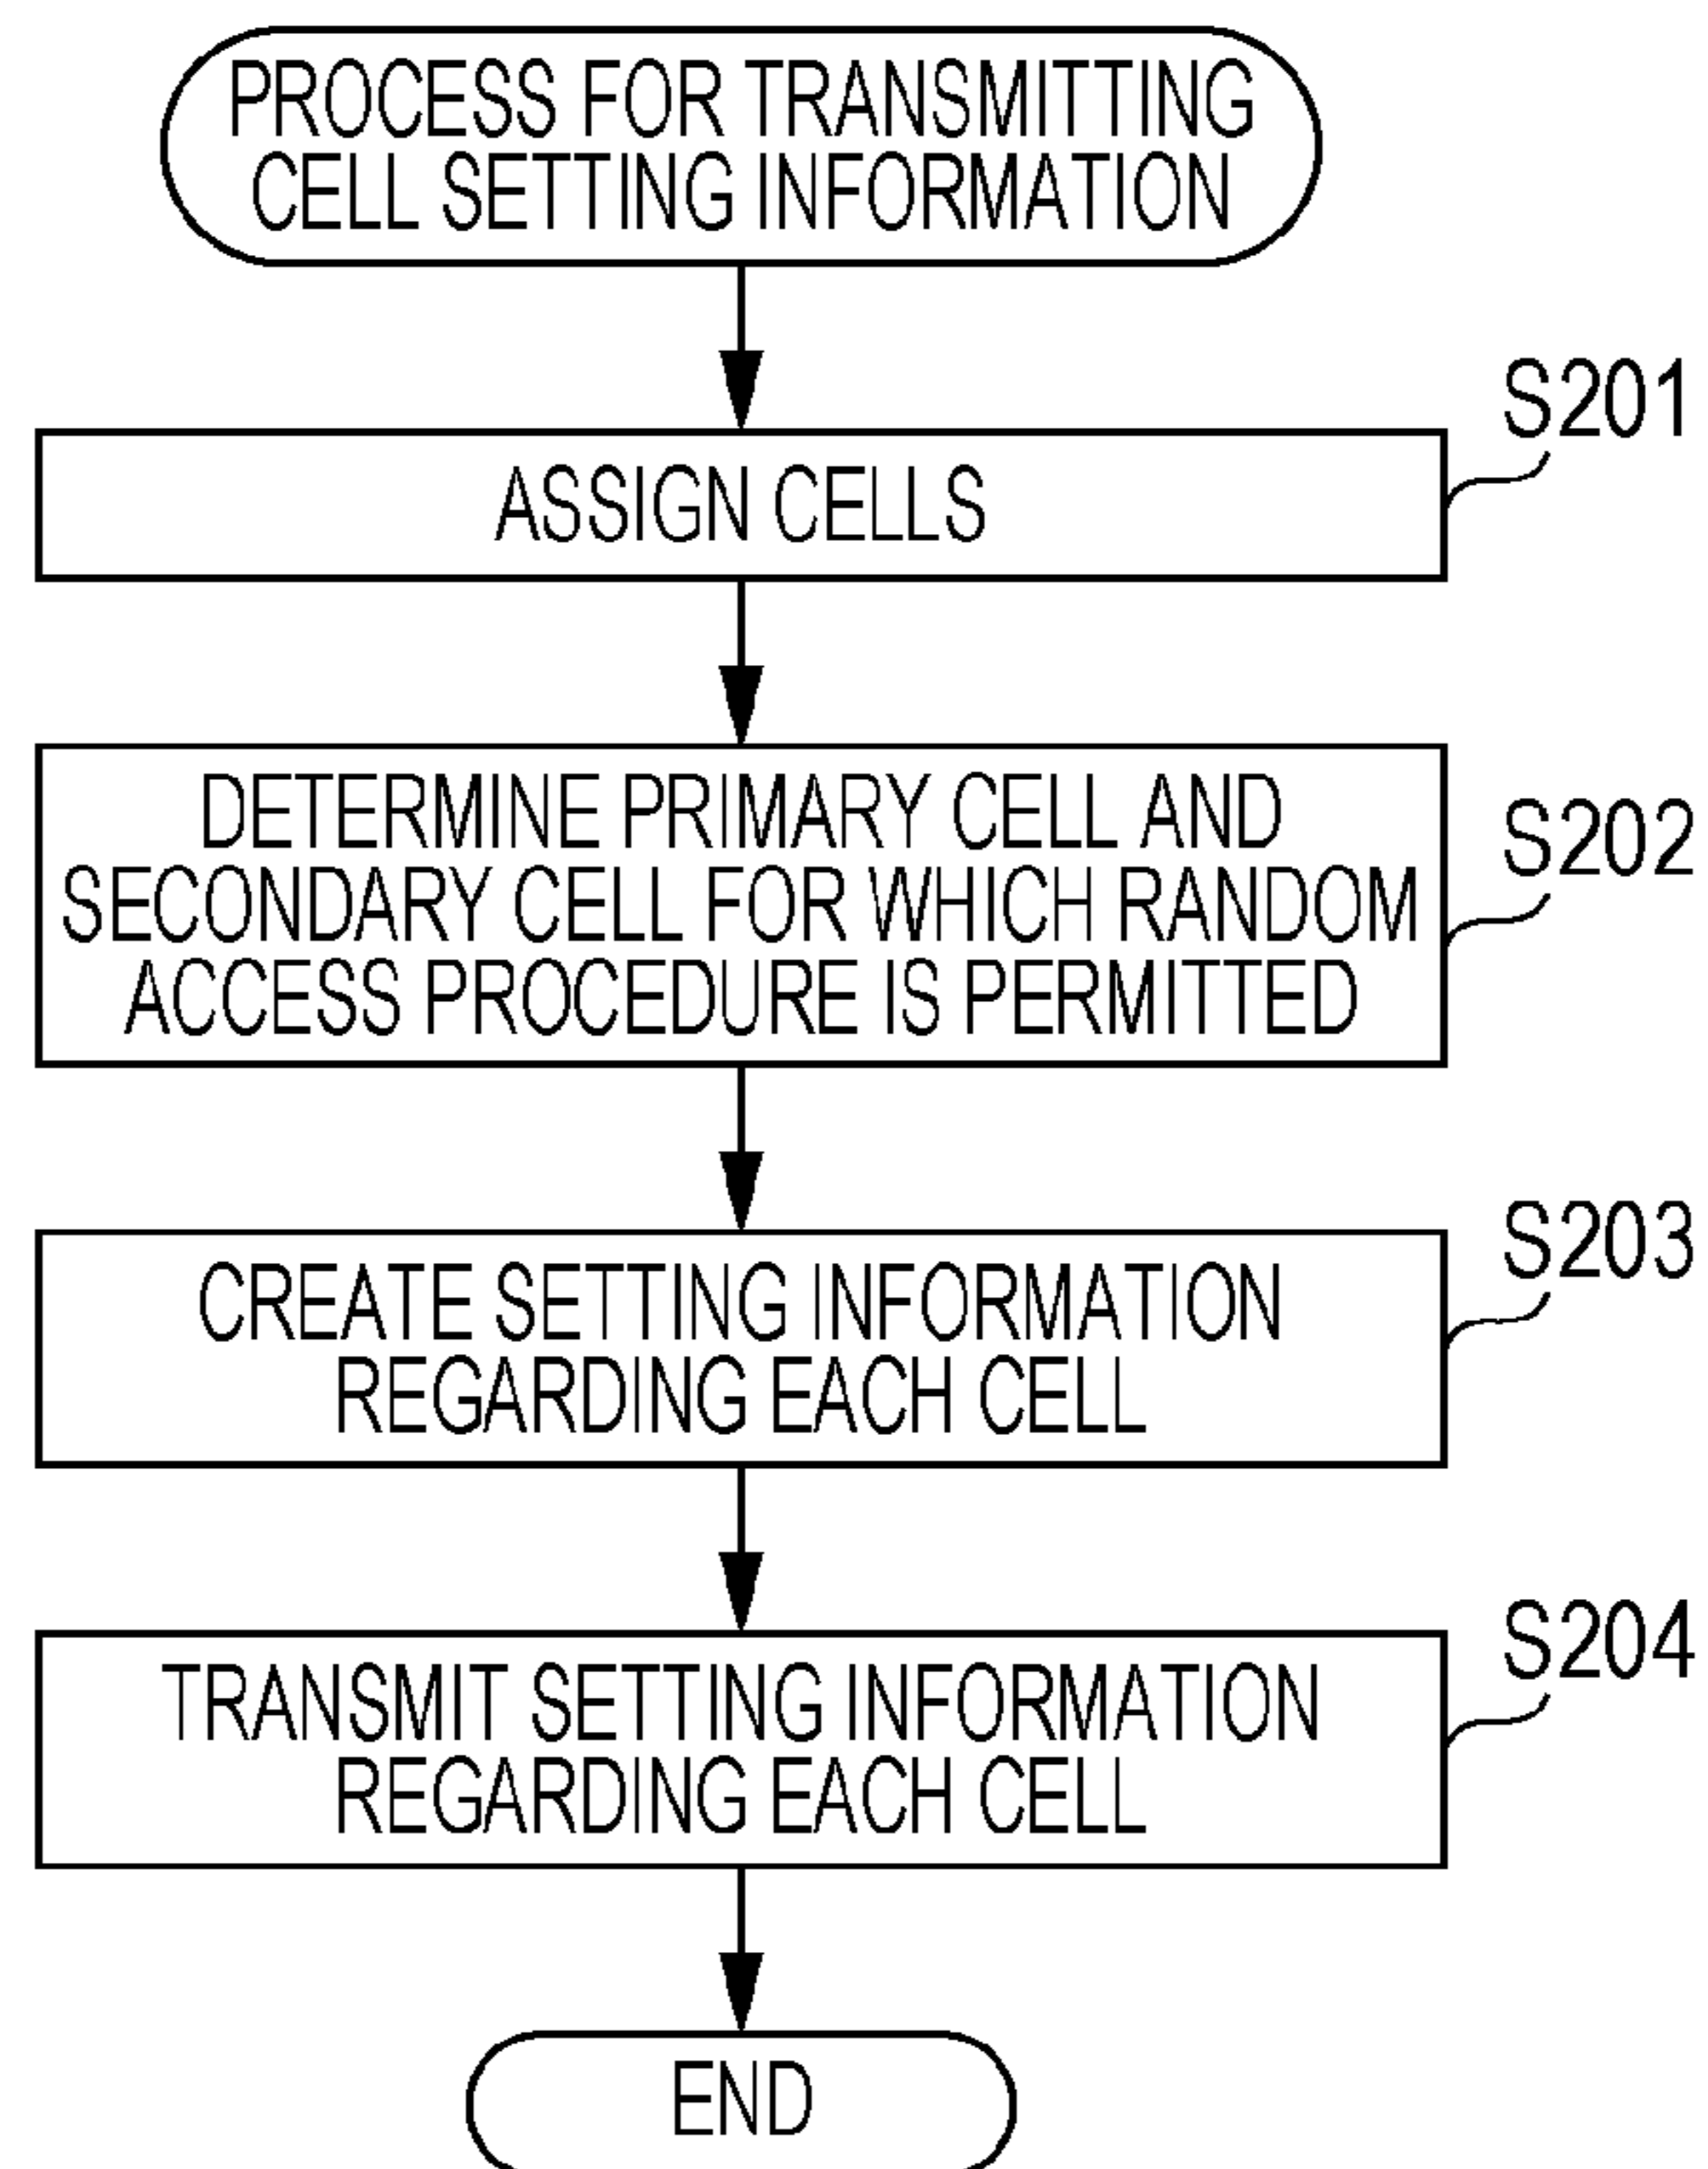 PROCESS FOR TRANSMITTING
CELL SETTING INFORMATION
S201
ASSIGN CELLS
DETERMINE PRIMARY CELL AND
SECONDARY CELL FOR WHICH RANDOM
ACCESS PROCEDURE IS PERMITTED
S202
CREATE SETTING INFORMATION
REGARDING EACH CELL
S203
TRANSMIT SETTING INFORMATION
REGARDING EACH CELL
S204
END